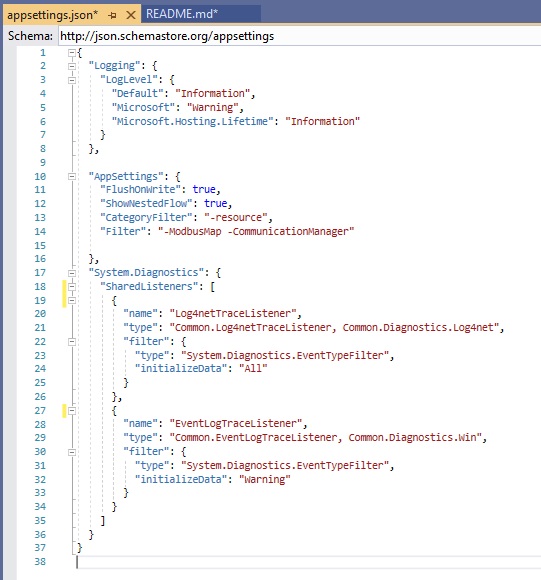 appsettings.json*
README.md*
Schema: http://json.schemastore.org/appsettings
1 {
2 "Logging": {
3 "LogLevel": {
4 "Default": "Information",
5 "Microsoft": "Warning",
6 "Microsoft.Hosting.Lifetime": "Information"
7 }
8 },
9
10 "AppSettings": {
11 "FlushOnWrite": true,
12 "ShowNestedFlow": true,
13 "CategoryFilter": "-resource",
14 "Filter": "-ModbusMap -CommunicationManager"
15
16 },
17 "System.Diagnostics": {
18 "SharedListeners": [
19 {
20 "name": "Log4netTraceListener",
21 "type": "Common.Log4netTraceListener, Common.Diagnostics.Log4net",
22 "filter": {
23 "type": "System.Diagnostics.EventTypeFilter",
24 "initializeData": "All"
25 }
26 },
27 {
28 "name": "EventLogTraceListener",
29 "type": "Common.EventLogTraceListener, Common.Diagnostics.Win",
30 "filter": {
31 "type": "System.Diagnostics.EventTypeFilter",
32 "initializeData": "Warning"
33 }
34 }
35 ]
36 }
37 }
38